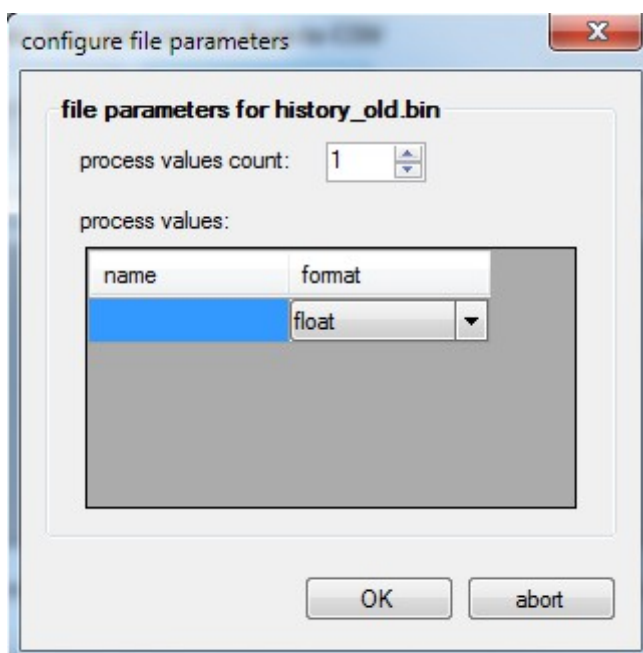 configure file parameters
file parameters for history_old.bin
process values count: 1
process values:
name format
float
OK abort